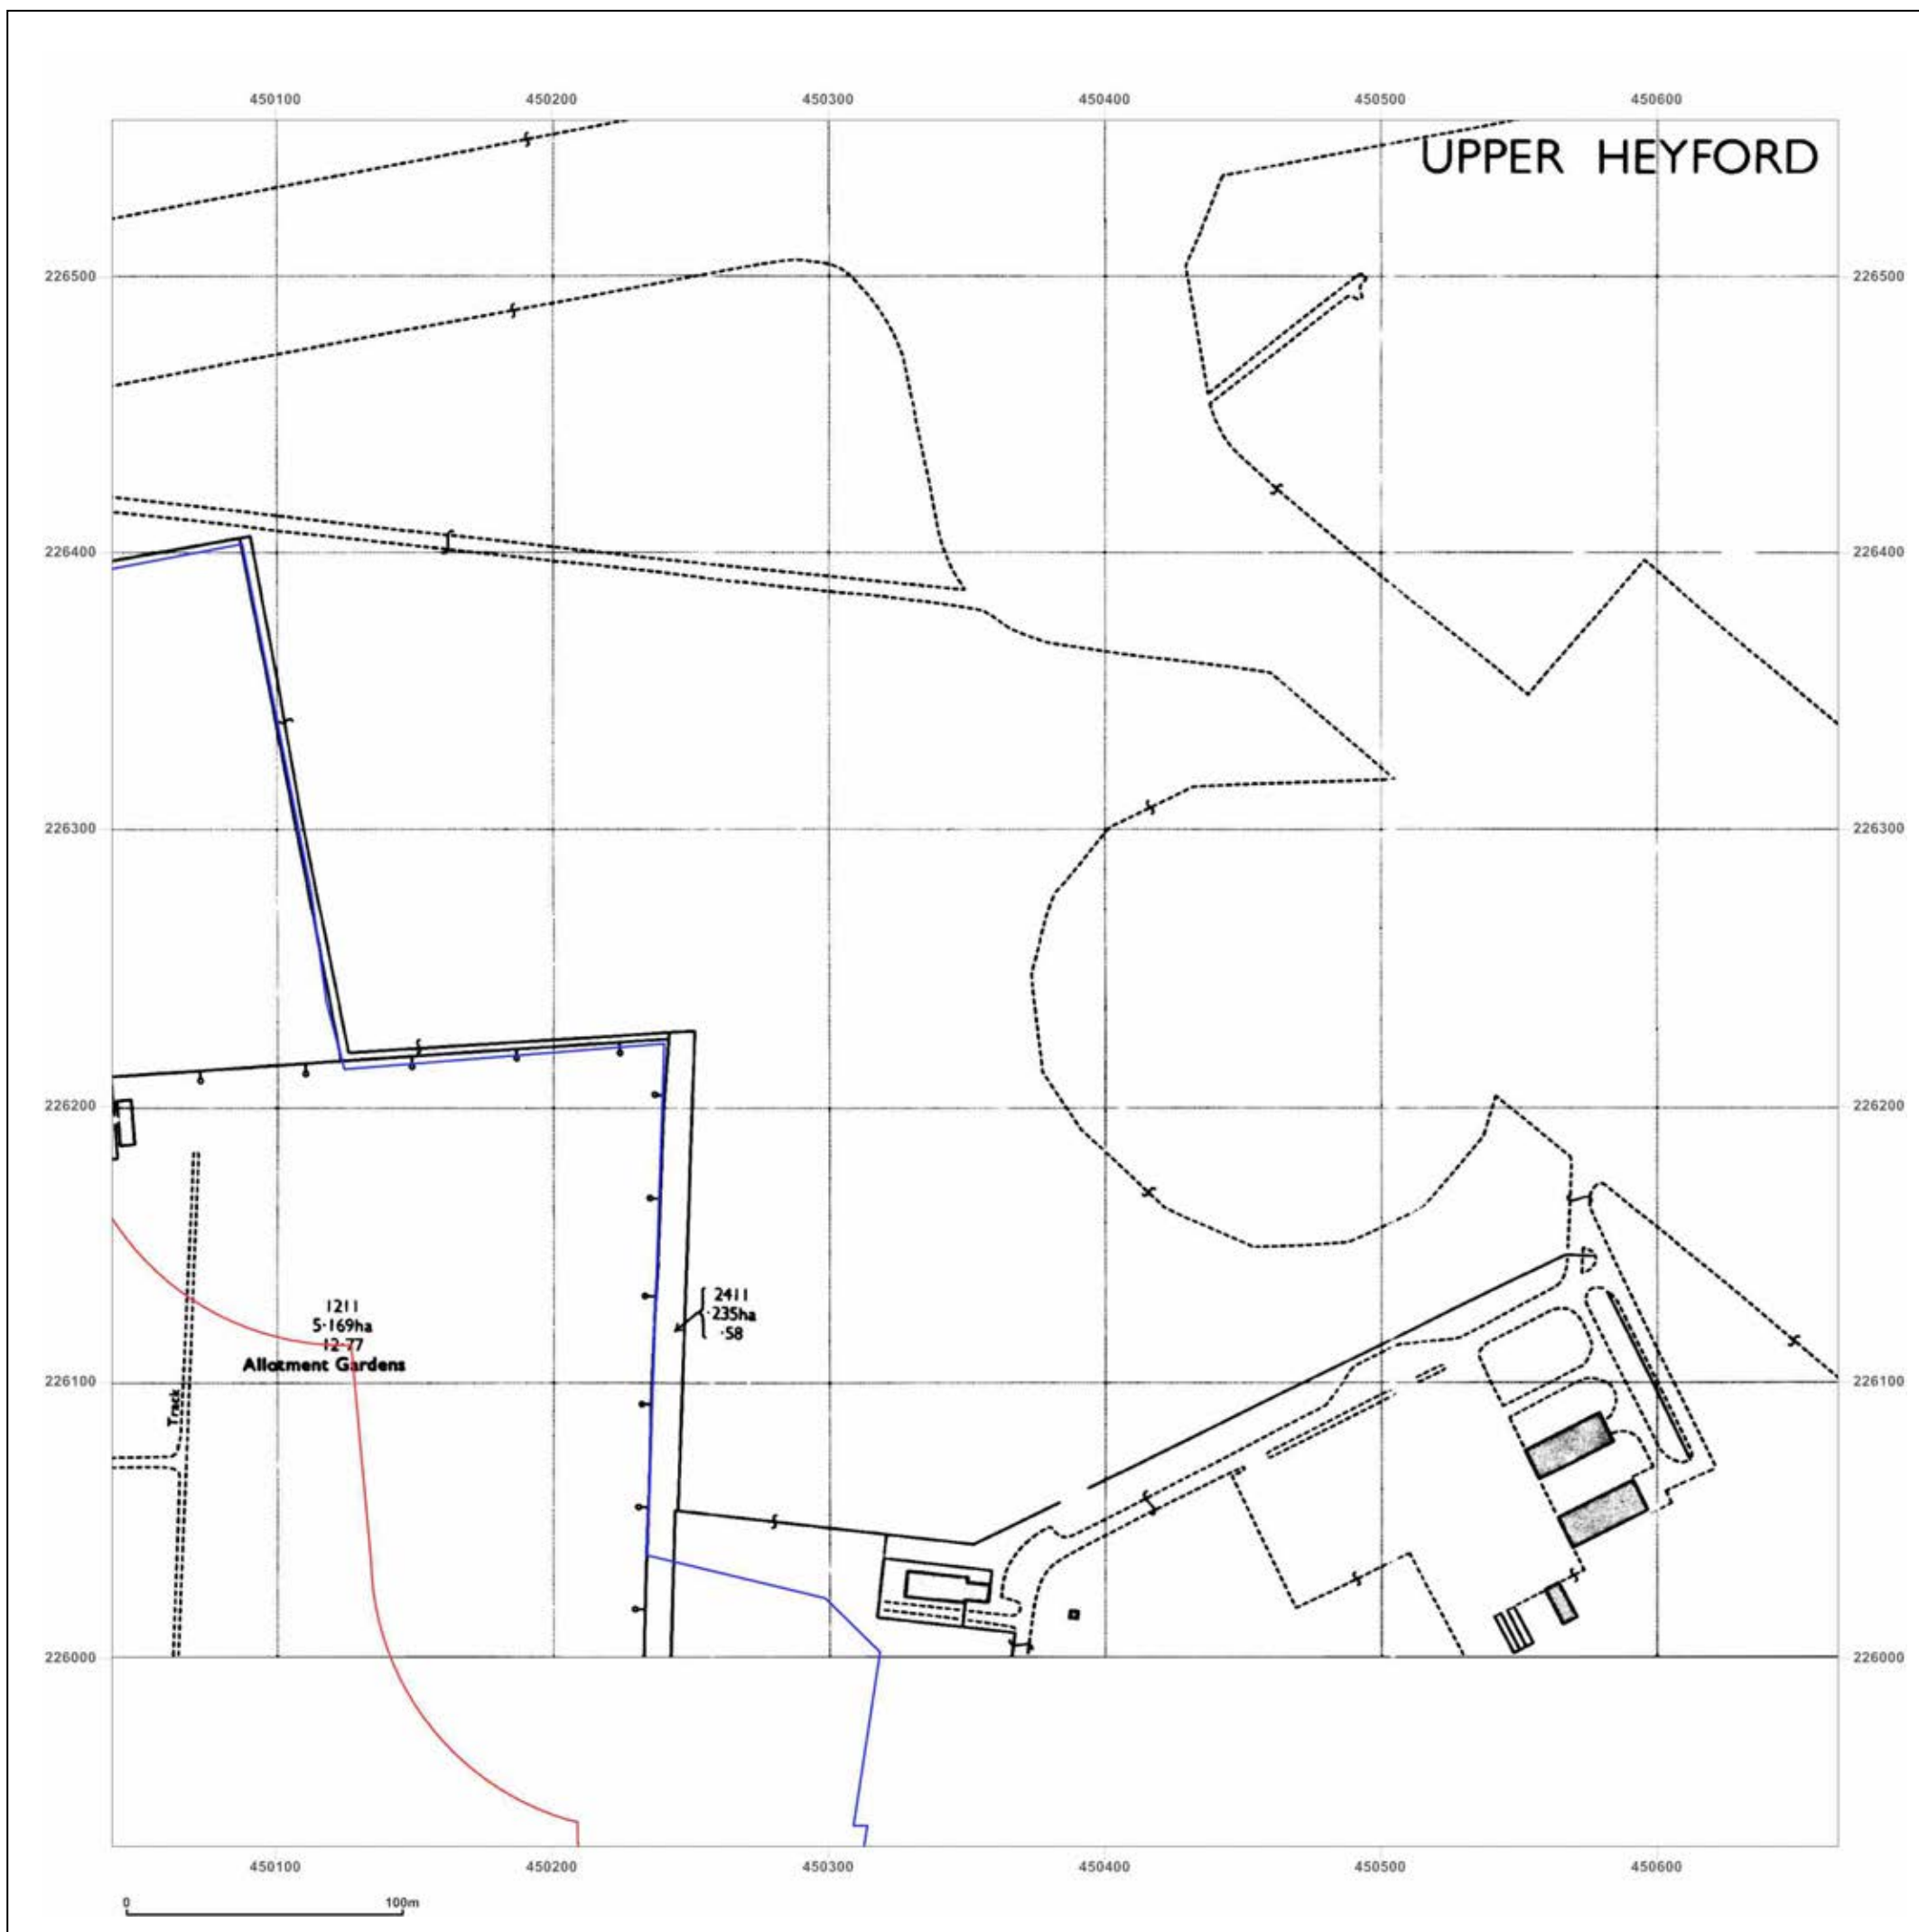 450100 450200 450300 450400 450500 450600
UPPER HEYFORD
226500 226500
226400 226400
226300 226300
226200 226200
2411
·235ha
·58
1211
5·169ha
12·77
Allotment Gardens
226100 226100
Track
226000 226000
450100 450200 450300 450400 450500 450600
0 100m